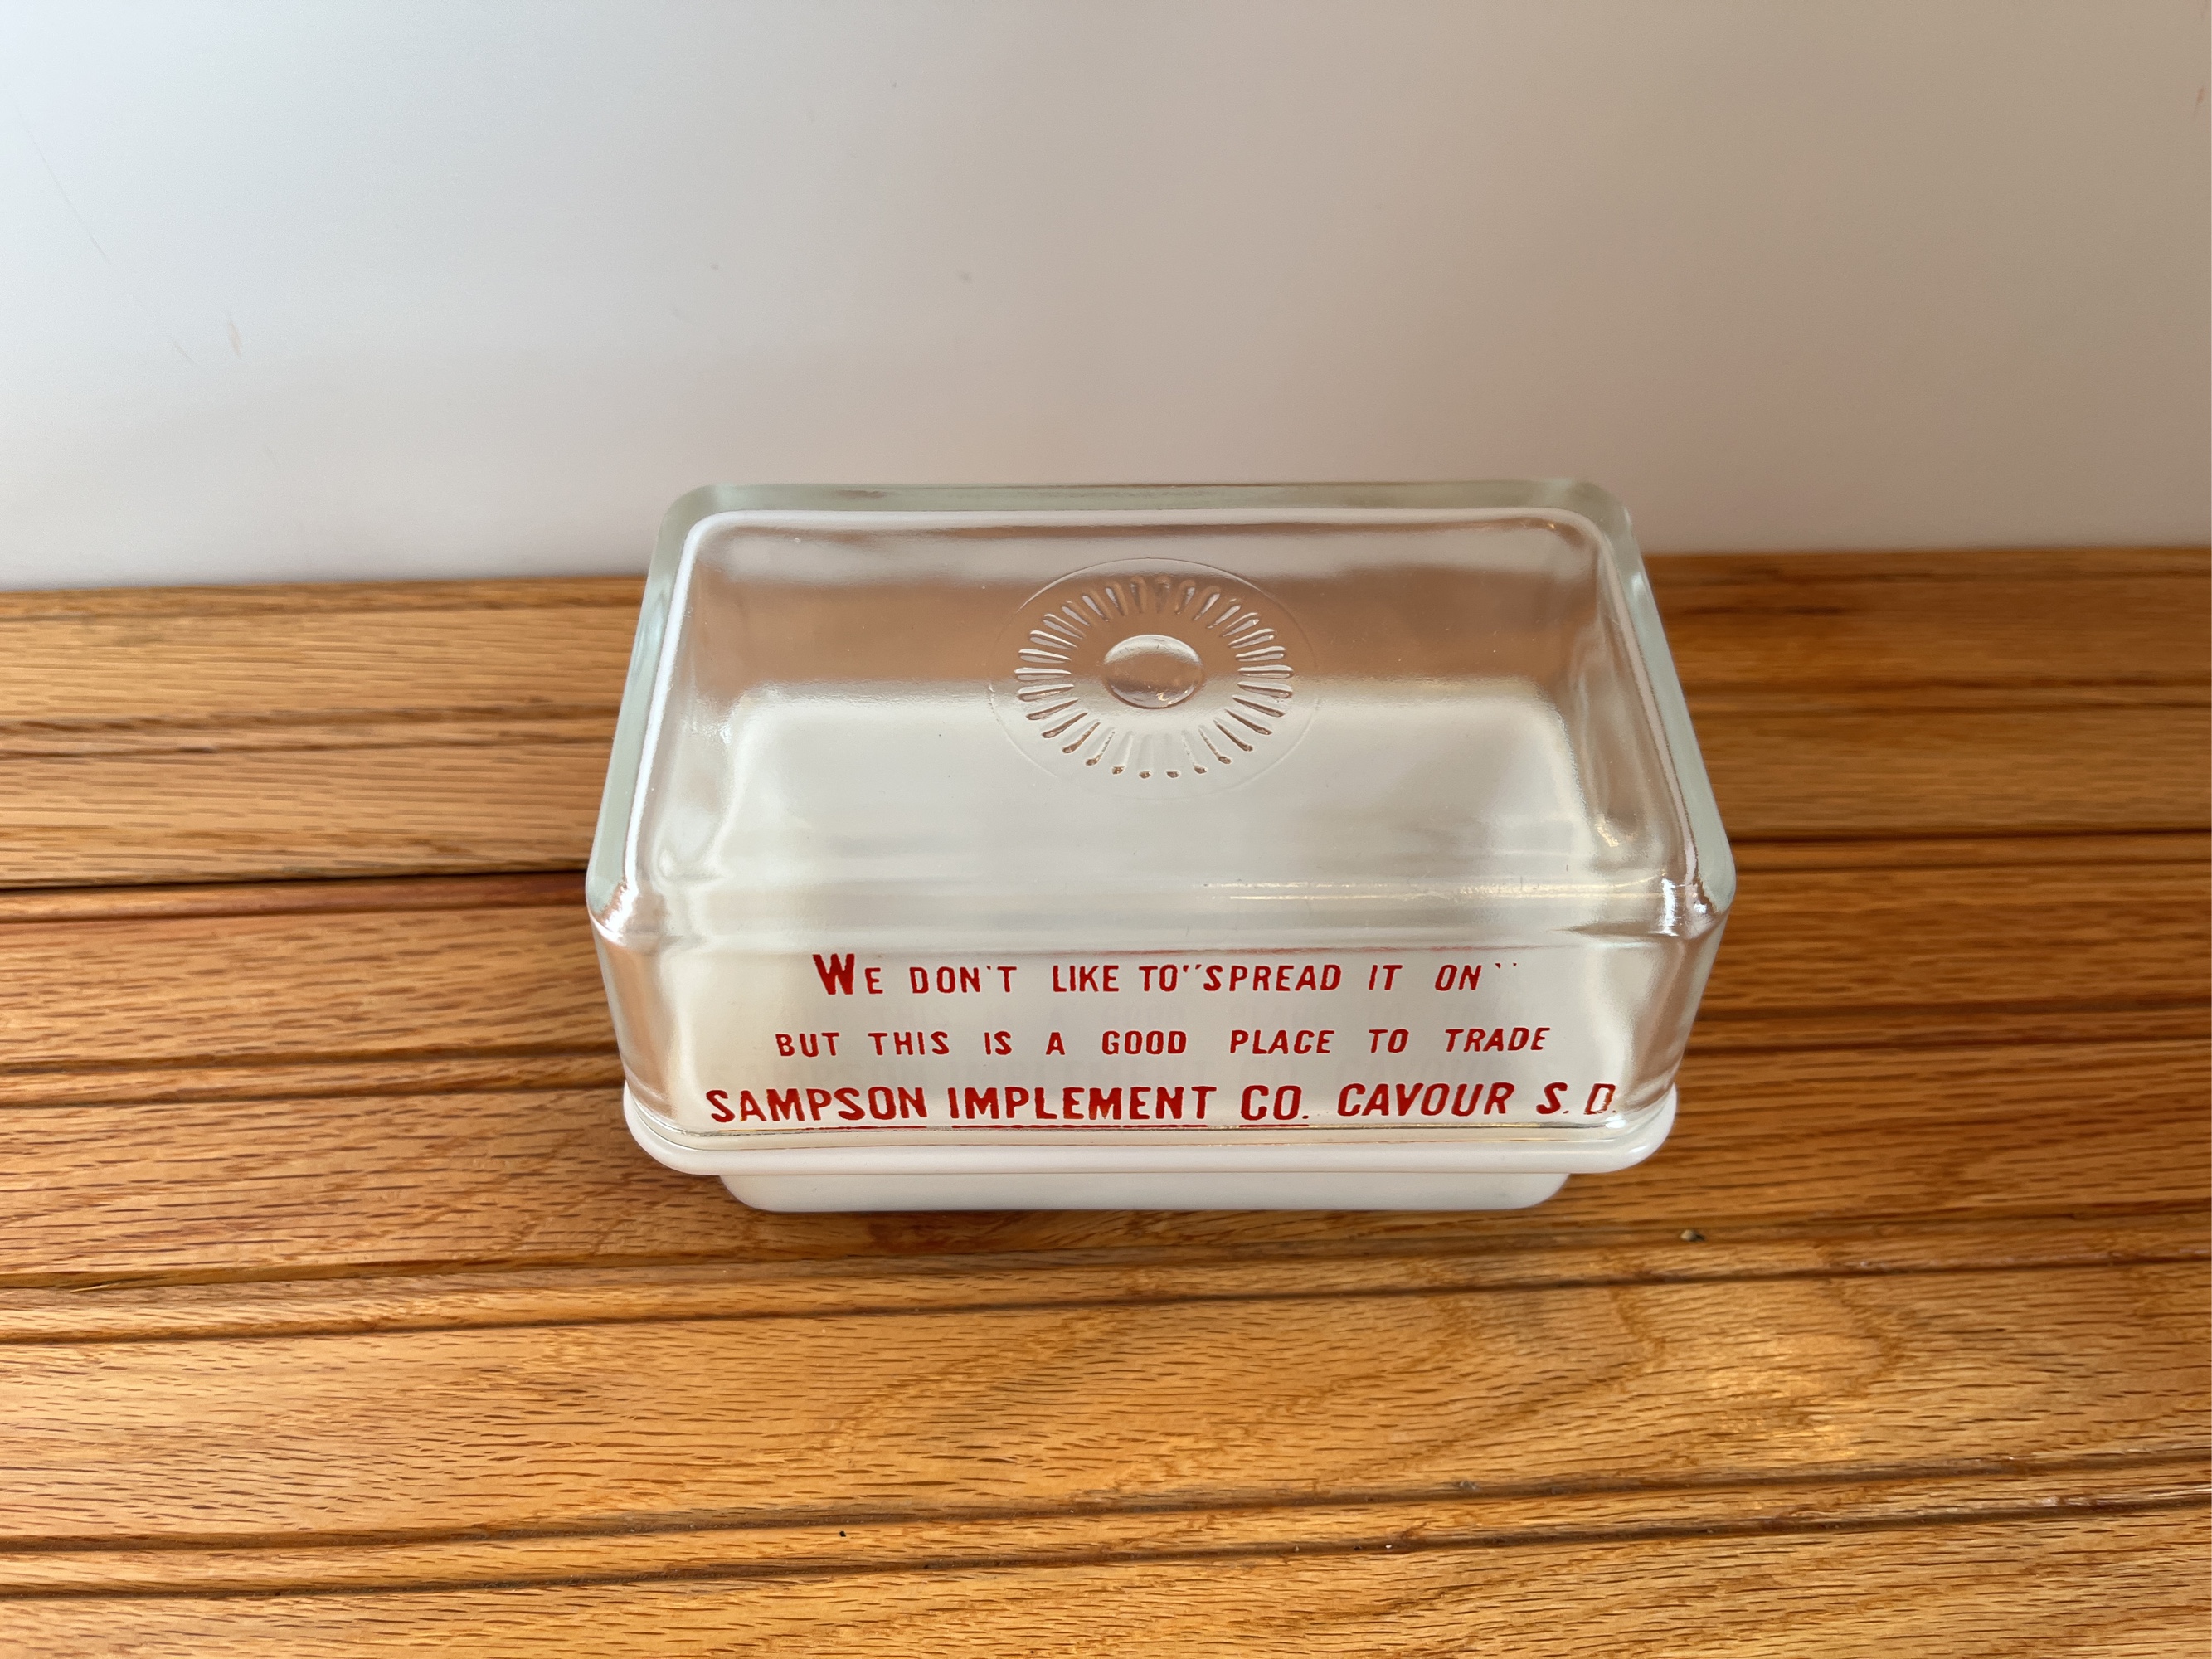 WE DON'T LIKE TO "SPREAD IT ON"
BUT THIS IS A GOOD PLACE TO TRADE
SAMPSON IMPLEMENT CO. CAVOUR S. D.